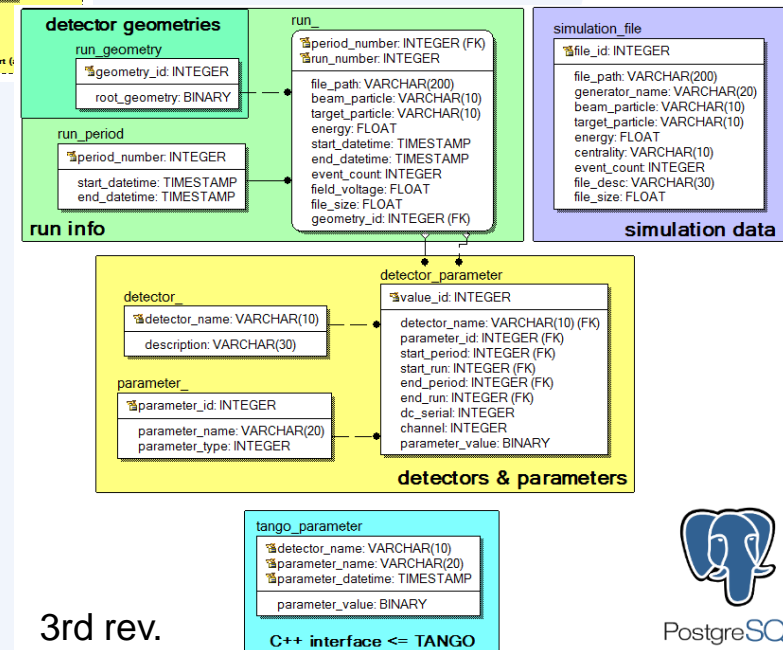 detector geometries
run_geometry
geometry_id: INTEGER
root_geometry: BINARY
run_period
period_number: INTEGER
start_datetime: TIMESTAMP
end_datetime: TIMESTAMP
run info
run_
period_number: INTEGER (FK)
run_number: INTEGER
file_path: VARCHAR(200)
beam_particle: VARCHAR(10)
target_particle: VARCHAR(10)
energy: FLOAT
start_datetime: TIMESTAMP
end_datetime: TIMESTAMP
event_count: INTEGER
field_voltage: FLOAT
file_size: FLOAT
geometry_id: INTEGER (FK)
simulation_file
file_id: INTEGER
file_path: VARCHAR(200)
generator_name: VARCHAR(20)
beam_particle: VARCHAR(10)
target_particle: VARCHAR(10)
energy: FLOAT
centrality: VARCHAR(10)
event_count: INTEGER
file_desc: VARCHAR(30)
file_size: FLOAT
simulation data
detector_
detector_name: VARCHAR(10)
description: VARCHAR(30)
parameter_
parameter_id: INTEGER
parameter_name: VARCHAR(20)
parameter_type: INTEGER
detector_parameter
value_id: INTEGER
detector_name: VARCHAR(10) (FK)
parameter_id: INTEGER (FK)
start_period: INTEGER (FK)
start_run: INTEGER (FK)
end_period: INTEGER (FK)
end_run: INTEGER (FK)
dc_serial: INTEGER
channel: INTEGER
parameter_value: BINARY
detectors & parameters
tango_parameter
detector_name: VARCHAR(10)
parameter_name: VARCHAR(20)
parameter_datetime: TIMESTAMP
parameter_value: BINARY
C++ interface <= TANGO
3rd rev.
PostgreSQ